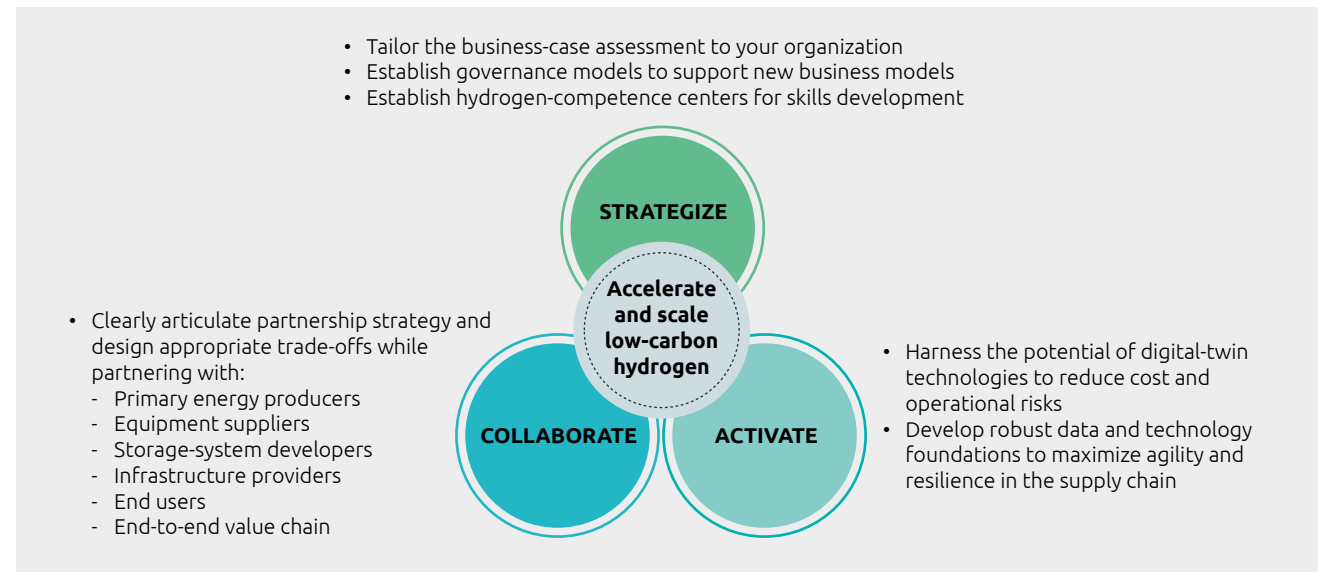 • Tailor the business-case assessment to your organization
• Establish governance models to support new business models
• Establish hydrogen-competence centers for skills development
STRATEGIZE
Accelerate
and scale
low-carbon
hydrogen
• Clearly articulate partnership strategy and
design appropriate trade-offs while
partnering with:
- Primary energy producers
- Equipment suppliers
- Storage-system developers
- Infrastructure providers
- End users
- End-to-end value chain
COLLABORATE
ACTIVATE
• Harness the potential of digital-twin
technologies to reduce cost and
operational risks
• Develop robust data and technology
foundations to maximize agility and
resilience in the supply chain